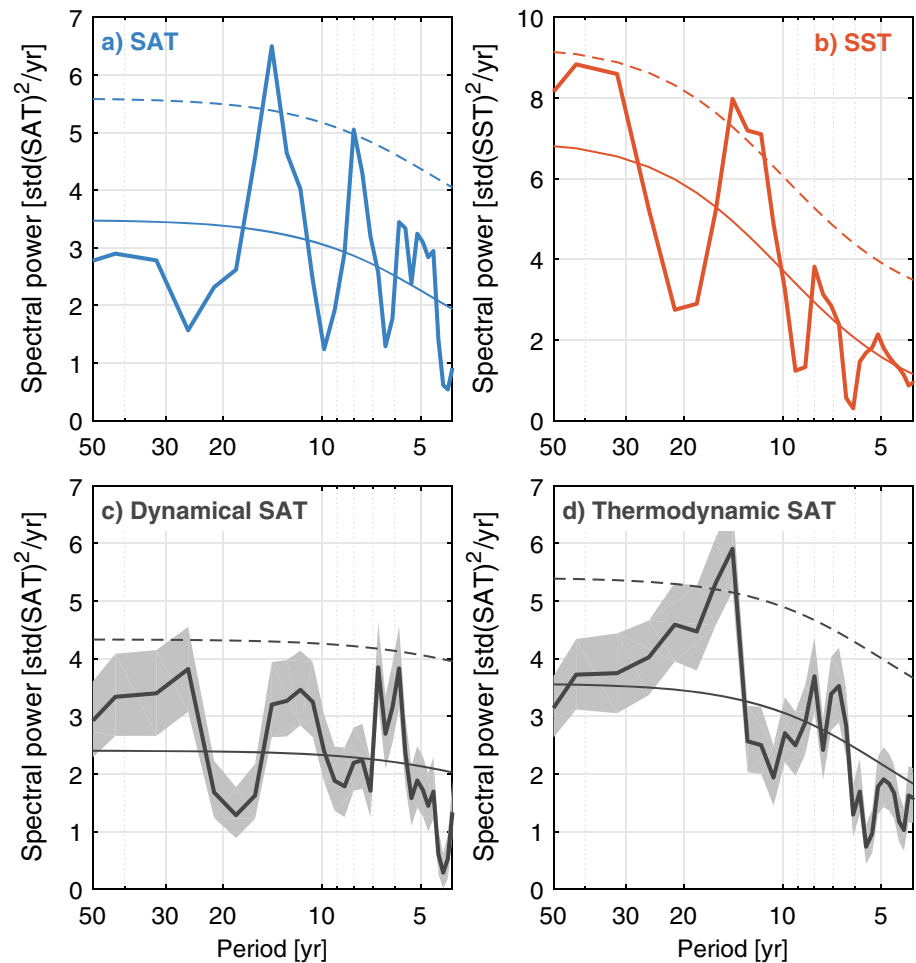 a) SAT
Spectral power [std(SAT)²/yr]
7
6
5
4
3
2
1
0
50 30 20 10 5
b) SST
Spectral power [std(SST)²/yr]
10
8
6
4
2
0
50 30 20 10 5
c) Dynamical SAT
Spectral power [std(SAT)²/yr]
7
6
5
4
3
2
1
0
50 30 20 10 5
Period [yr]
d) Thermodynamic SAT
Spectral power [std(SAT)²/yr]
7
6
5
4
3
2
1
0
50 30 20 10 5
Period [yr]